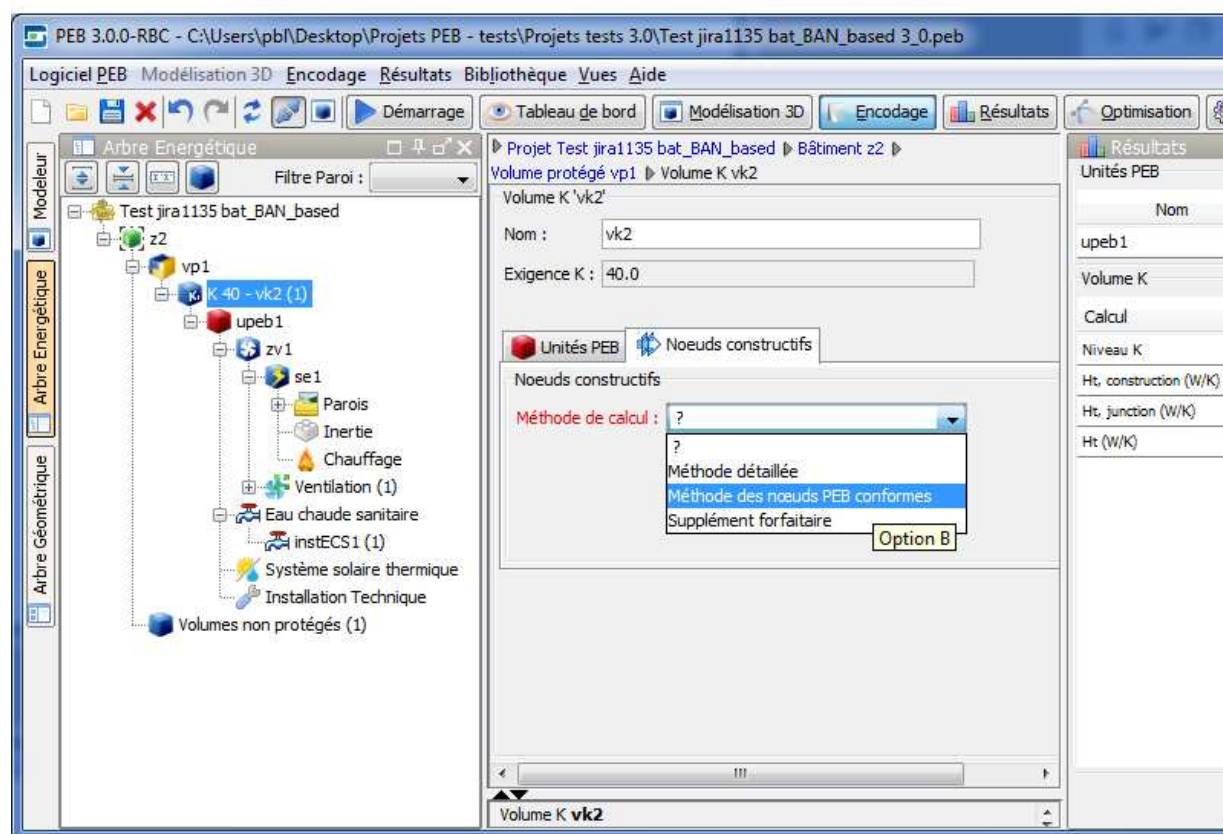 PEB 3.0.0-RBC - C:\Users\pbl\Desktop\Projets PEB - tests\Projets tests 3.0\Test jira1135 bat_BAN_based 3_0.peb
Logiciel PEB Modélisation 3D Encodage Résultats Bibliothèque Vues Aide
Démarrage Tableau de bord Modélisation 3D Encodage Résultats Optimisation
Modeleur
Arbre Energétique
Arbre Géométrique
Arbre Energétique
Filtre Paroi :
Test jira1135 bat_BAN_based
z2
vp1
K 40 - vk2 (1)
upeb1
zv1
se1
Parois
Inertie
Chauffage
Ventilation (1)
Eau chaude sanitaire
instECS1 (1)
Système solaire thermique
Installation Technique
Volumes non protégés (1)
Projet Test jira1135 bat_BAN_based Bâtiment z2
Volume protégé vp1 Volume K vk2
Volume K 'vk2'
Nom : vk2
Exigence K : 40.0
Unités PEB Noeuds constructifs
Noeuds constructifs
Méthode de calcul : ?
?
Méthode détaillée
Méthode des nœuds PEB conformes
Supplément forfaitaire
Option B
Volume K vk2
Résultats
Unités PEB
Nom
upeb1
Volume K
Calcul
Niveau K
Ht, construction (W/K)
Ht, junction (W/K)
Ht (W/K)